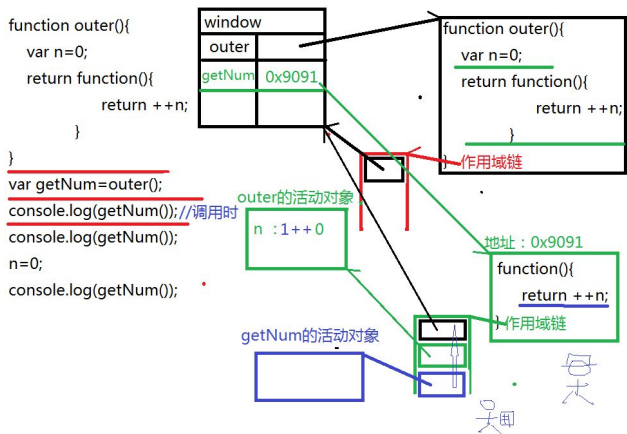 function outer(){
var n=0;
return function(){
return ++n;
}
}
var getNum=outer();
console.log(getNum());//调用时
console.log(getNum());
n=0;
console.log(getNum());
window
outer
getNum 0x9091
function outer(){
var n=0;
return function(){
return ++n;
}
}
作用域链
outer的活动对象
n :1++0
地址:0x9091
function(){
return ++n;
}
作用域链
getNum的活动对象